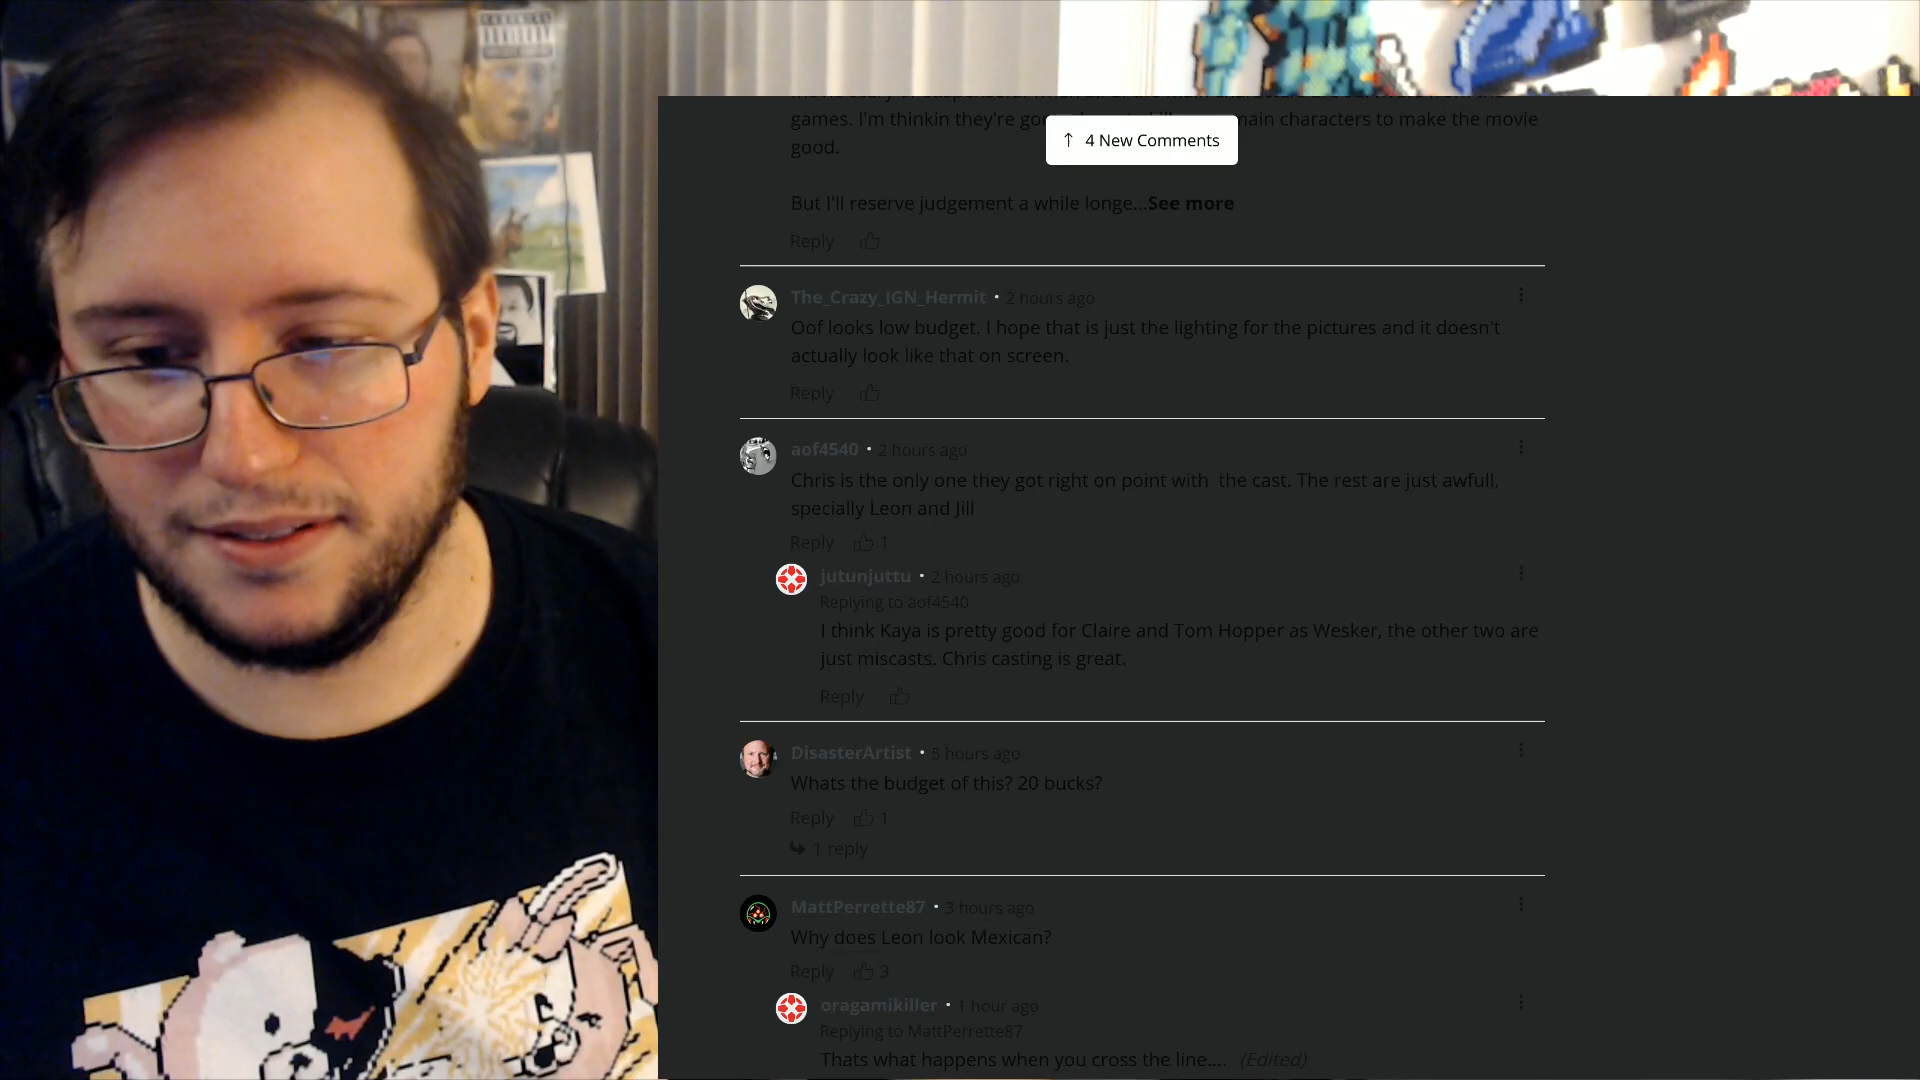 games. I'm thinkin they're main characters to make the movie
good.
↑ 4 New Comments
But I'll reserve judgement a while longe...See more
Reply
The_Crazy_IGN_Hermit • 2 hours ago
Oof looks low budget. I hope that is just the lighting for the pictures and it doesn't
actually look like that on screen.
Reply
aof4540 • 2 hours ago
Chris is the only one they got right on point with  the cast. The rest are just awfull,
specially Leon and Jill
Reply 1
jutunjuttu • 2 hours ago
Replying to aof4540
I think Kaya is pretty good for Claire and Tom Hopper as Wesker, the other two are
just miscasts. Chris casting is great.
Reply
DisasterArtist • 5 hours ago
Whats the budget of this? 20 bucks?
Reply 1
1 reply
MattPerrette87 • 3 hours ago
Why does Leon look Mexican?
Reply 3
oragamikiller • 1 hour ago
Replying to MattPerrette87
Thats what happens when you cross the line.... (Edited)